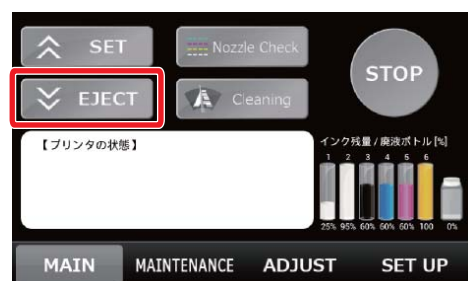 SET
Nozzle Check
STOP
EJECT
Cleaning
【プリンタの状態】
インク残量 / 廃液ボトル [%]
1 2 3 4 5 6
25% 95% 60% 60% 60% 100 0%
MAIN MAINTENANCE ADJUST SET UP